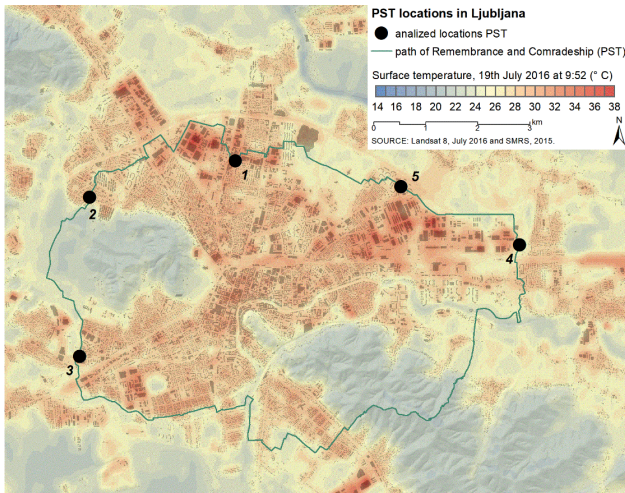 PST locations in Ljubljana
analized locations PST
path of Remembrance and Comradeship (PST)
Surface temperature, 19th July 2016 at 9:52 (° C)
14 16 18 20 22 24 26 28 30 32 34 36 38
0 1 2 3
km
N
SOURCE: Landsat 8, July 2016 and SMRS, 2015.
1
5
2
4
3